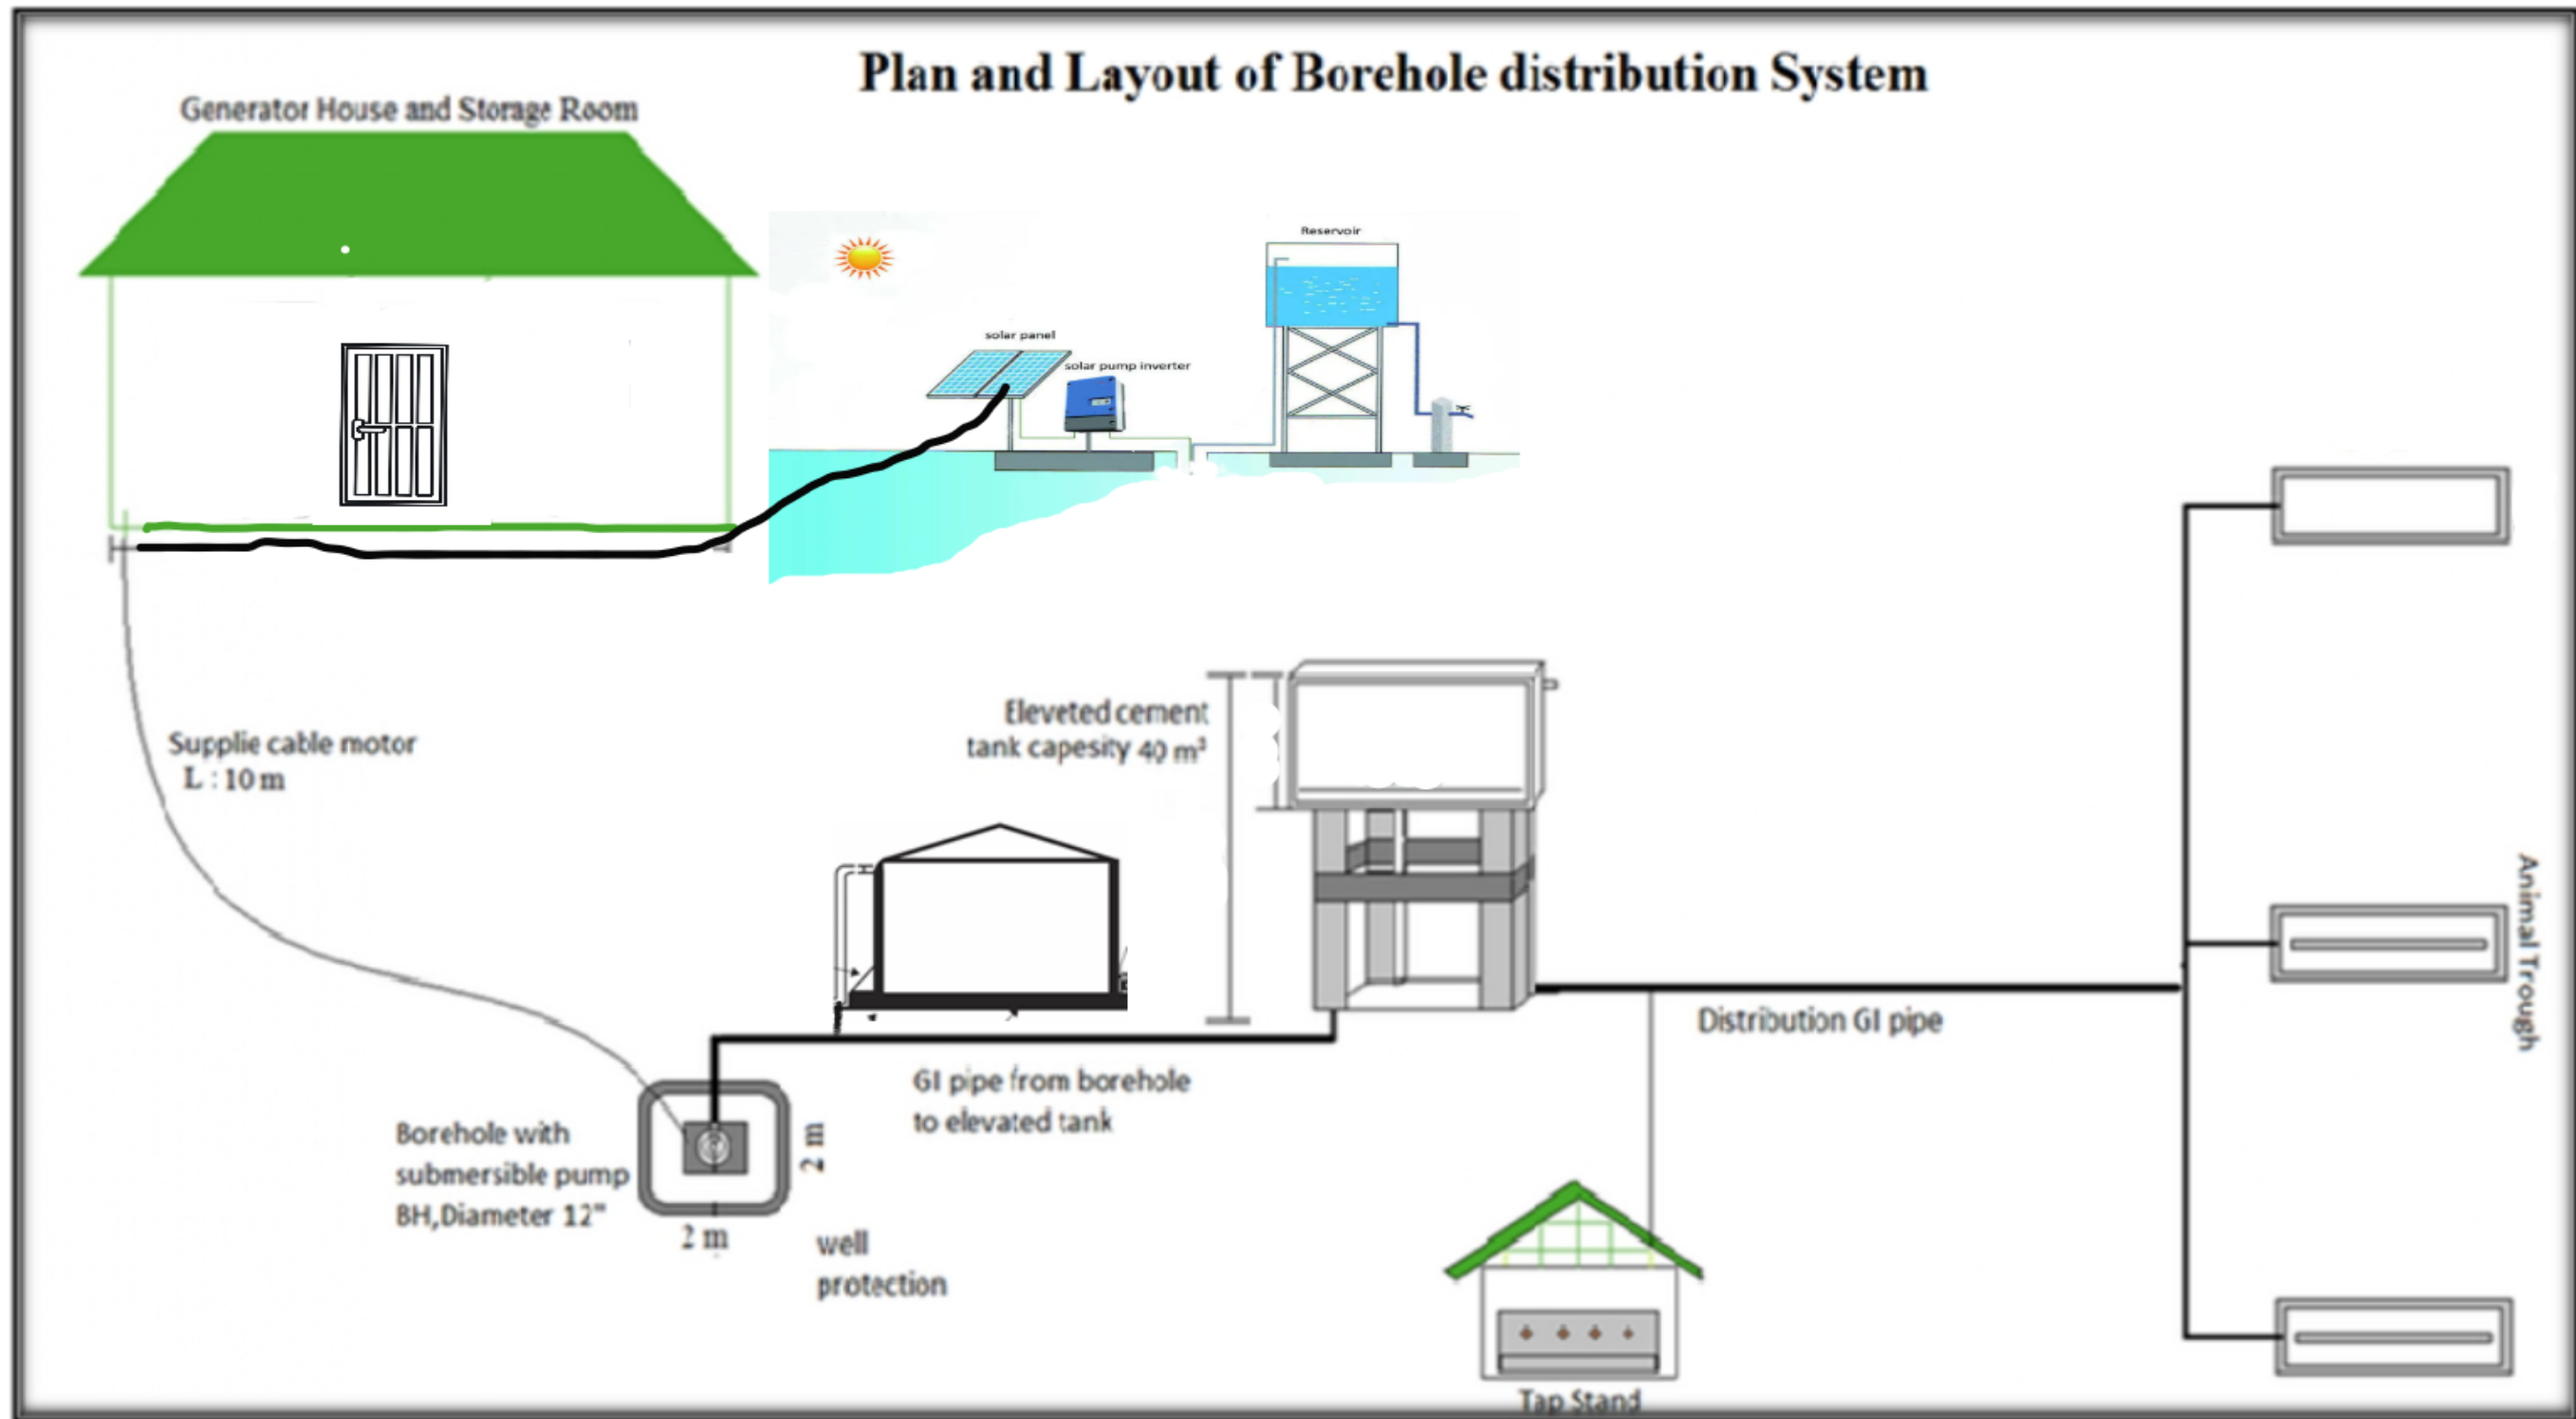 Plan and Layout of Borehole distribution System
Generator House and Storage Room
Reservoir
solar panel
solar pump inverter
Supplie cable motor
L : 10 m
Eleveted cement
tank capesity 40 m³
Animal Trough
Distribution GI pipe
GI pipe from borehole
to elevated tank
Borehole with
submersible pump
BH,Diameter 12"
2 m
2 m
well
protection
Tap Stand